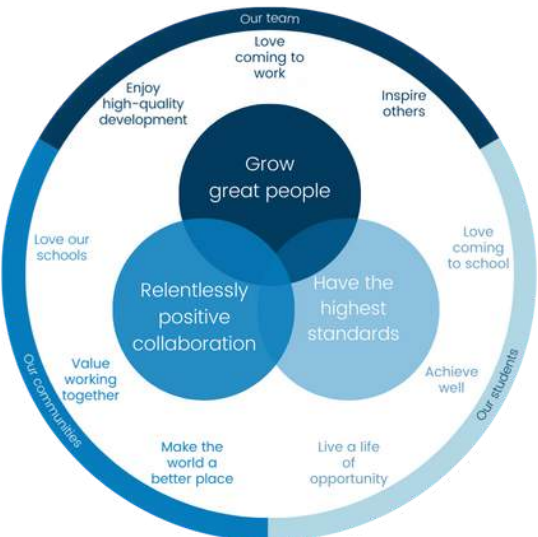 Our team
Love
coming to
work
Enjoy
high-quality
development
Inspire
others
Grow
great people
Love our
schools
Love
coming
to school
Relentlessly
positive
collaboration
Have the
highest
standards
Value
working
together
Achieve
well
Our communities
Our students
Make the
world a
better place
Live a life
of
opportunity